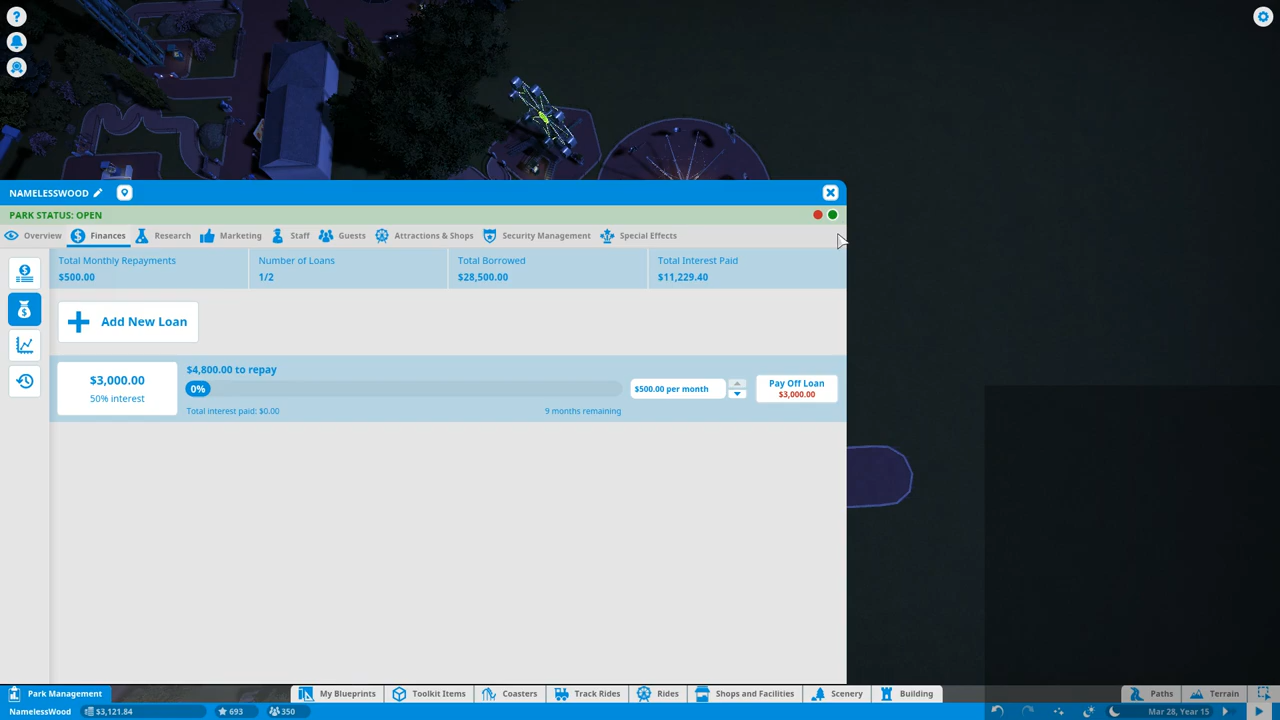 ?
NAMELESSWOOD
PARK STATUS: OPEN
Overview
Finances
Research
Marketing
Staff
Guests
Attractions & Shops
Security Management
Special Effects
Total Monthly Repayments
$500.00
Number of Loans
1/2
Total Borrowed
$28,500.00
Total Interest Paid
$11,229.40
Add New Loan
$3,000.00
50% interest
$4,800.00 to repay
0%
Total interest paid: $0.00
9 months remaining
$500.00 per month
Pay Off Loan
$3,000.00
Park Management
My Blueprints
Toolkit Items
Coasters
Track Rides
Rides
Shops and Facilities
Scenery
Building
Paths
Terrain
NamelessWood
$3,121.84
693
350
Mar 28, Year 15